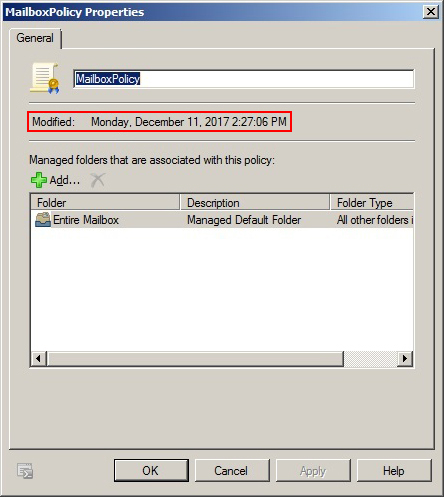 MailboxPolicy Properties
General
MailboxPolicy
Modified: Monday, December 11, 2017 2:27:06 PM
Managed folders that are associated with this policy:
Add...
Folder Description Folder Type
Entire Mailbox Managed Default Folder All other folders i
OK Cancel Apply Help